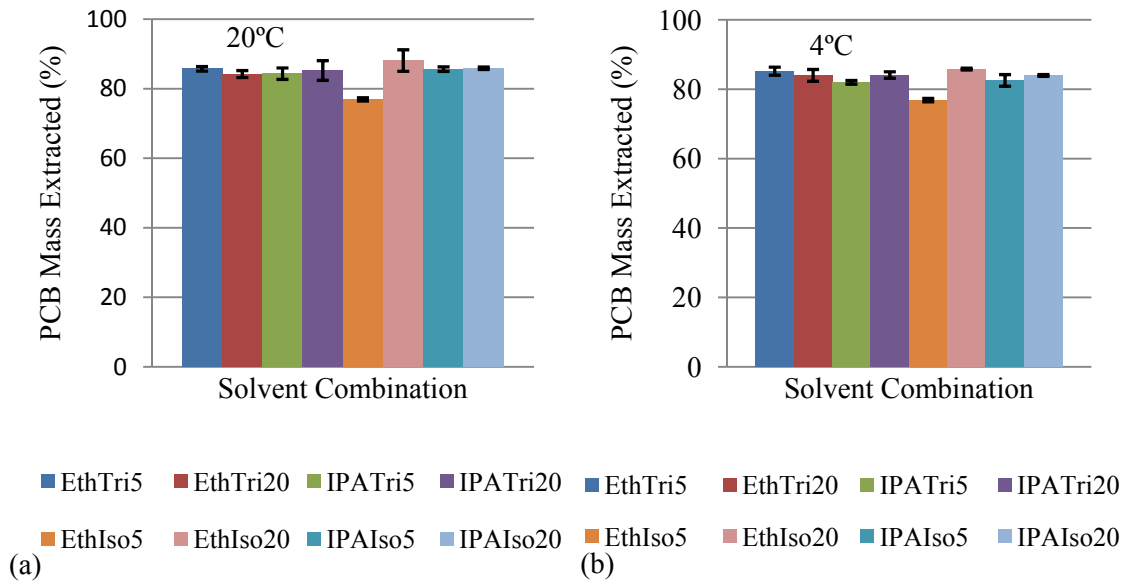 100
80
60
40
20
0
PCB Mass Extracted (%)
20ºC
Solvent Combination
EthTri5 EthTri20 IPATri5 IPATri20
EthIso5 EthIso20 IPAIso5 IPAIso20
(a)
100
80
60
40
20
0
PCB Mass Extracted (%)
4ºC
Solvent Combination
EthTri5 EthTri20 IPATri5 IPATri20
EthIso5 EthIso20 IPAIso5 IPAIso20
(b)